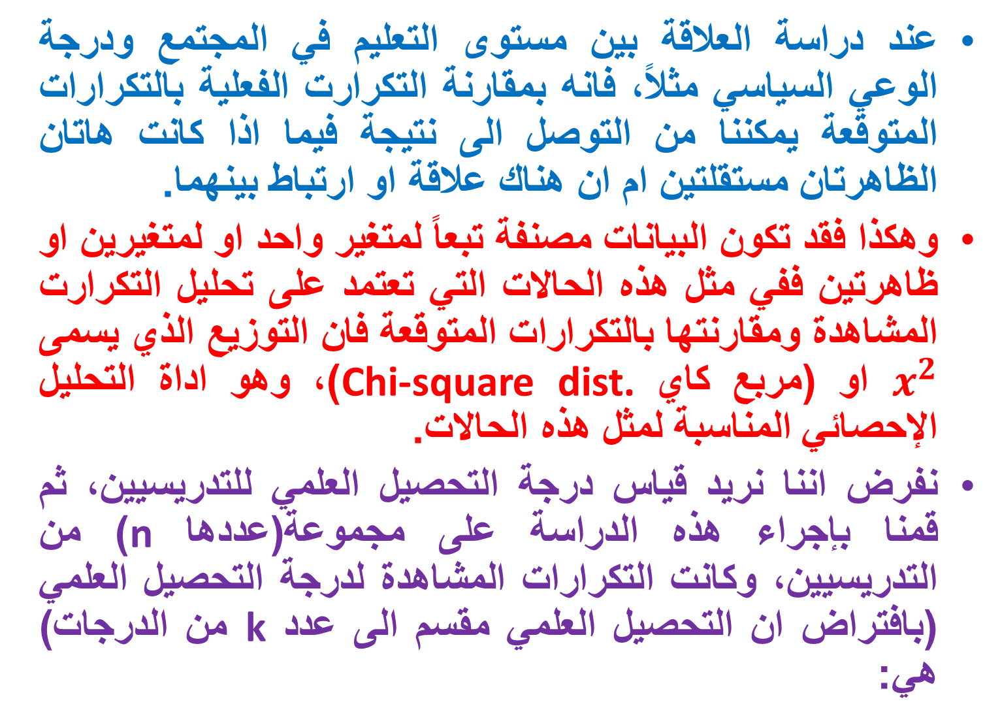 • عند دراسة العلاقة بين مستوى التعليم في المجتمع ودرجة
الوعي السياسي مثلاً، فانه بمقارنة التكرارت الفعلية بالتكرارات
المتوقعة يمكننا من التوصل الى نتيجة فيما اذا كانت هاتان
الظاهرتان مستقلتين ام ان هناك علاقة او ارتباط بينهما.
• وهكذا فقد تكون البيانات مصنفة تبعاً لمتغير واحد او لمتغيرين او
ظاهرتين ففي مثل هذه الحالات التي تعتمد على تحليل التكرارت
المشاهدة ومقارنتها بالتكرارات المتوقعة فان التوزيع الذي يسمى
x² او (مربع كاي Chi-square dist.)، وهو اداة التحليل
الإحصائي المناسبة لمثل هذه الحالات.
• نفرض اننا نريد قياس درجة التحصيل العلمي للتدريسيين، ثم
قمنا بإجراء هذه الدراسة على مجموعة(عددها n) من
التدريسيين، وكانت التكرارات المشاهدة لدرجة التحصيل العلمي
(بافتراض ان التحصيل العلمي مقسم الى عدد k من الدرجات)
هي: